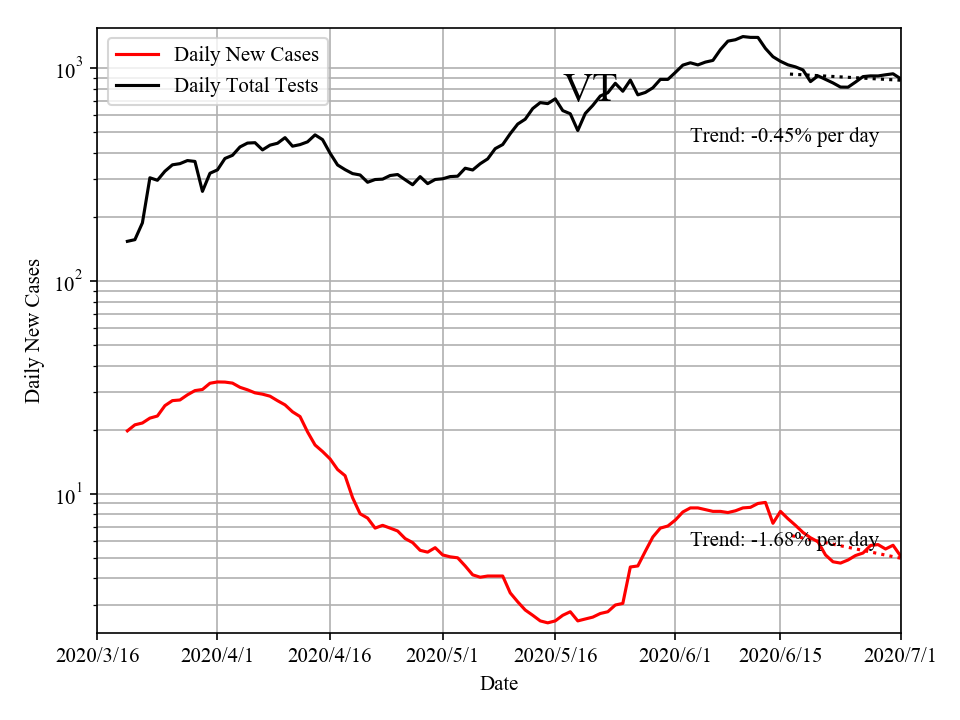 Daily New Cases
Daily Total Tests
VT
Trend: -0.45% per day
Trend: -1.68% per day
10³
10²
10¹
Daily New Cases
2020/3/16 2020/4/1 2020/4/16 2020/5/1 2020/5/16 2020/6/1 2020/6/15 2020/7/1
Date